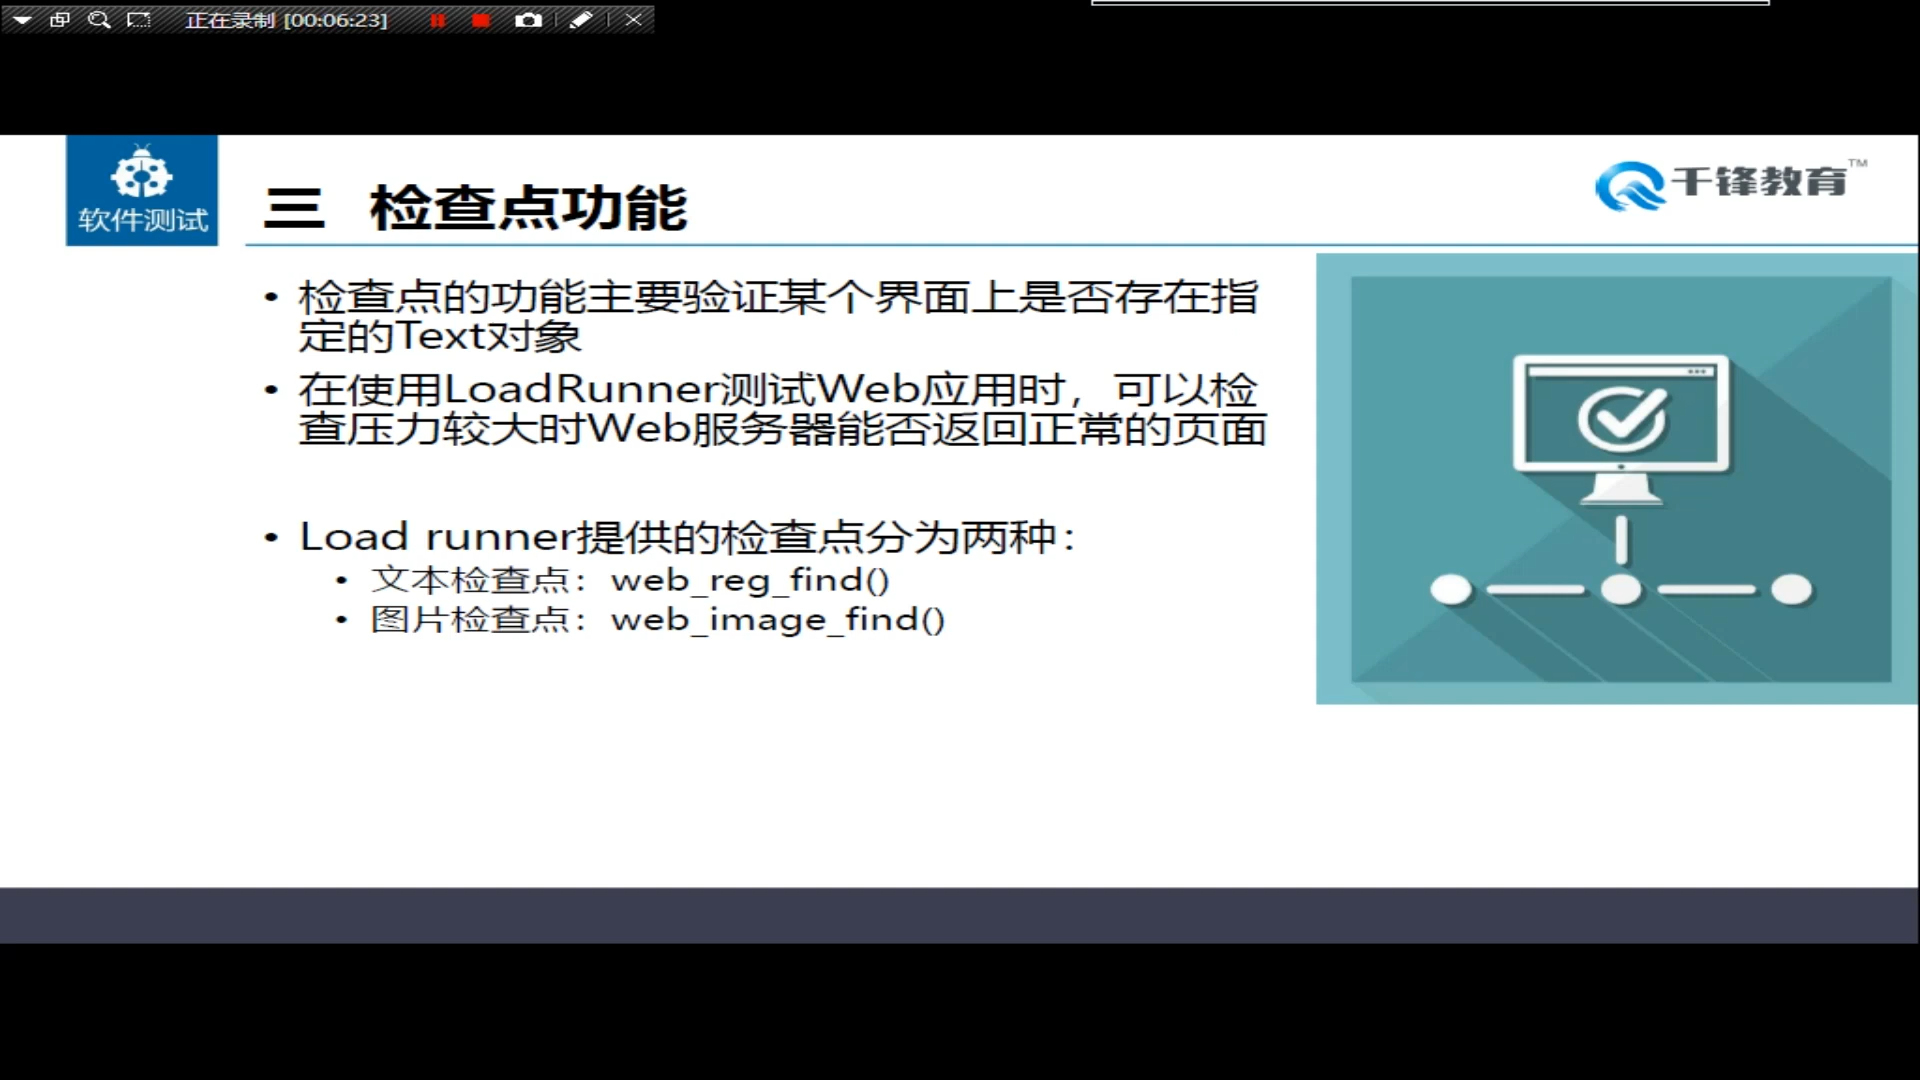 正在录制 [00:06:23]
软件测试
三 检查点功能
千锋教育™
• 检查点的功能主要验证某个界面上是否存在指
定的Text对象
• 在使用LoadRunner测试Web应用时，可以检
查压力较大时Web服务器能否返回正常的页面
• Load runner提供的检查点分为两种：
• 文本检查点：web_reg_find()
• 图片检查点：web_image_find()